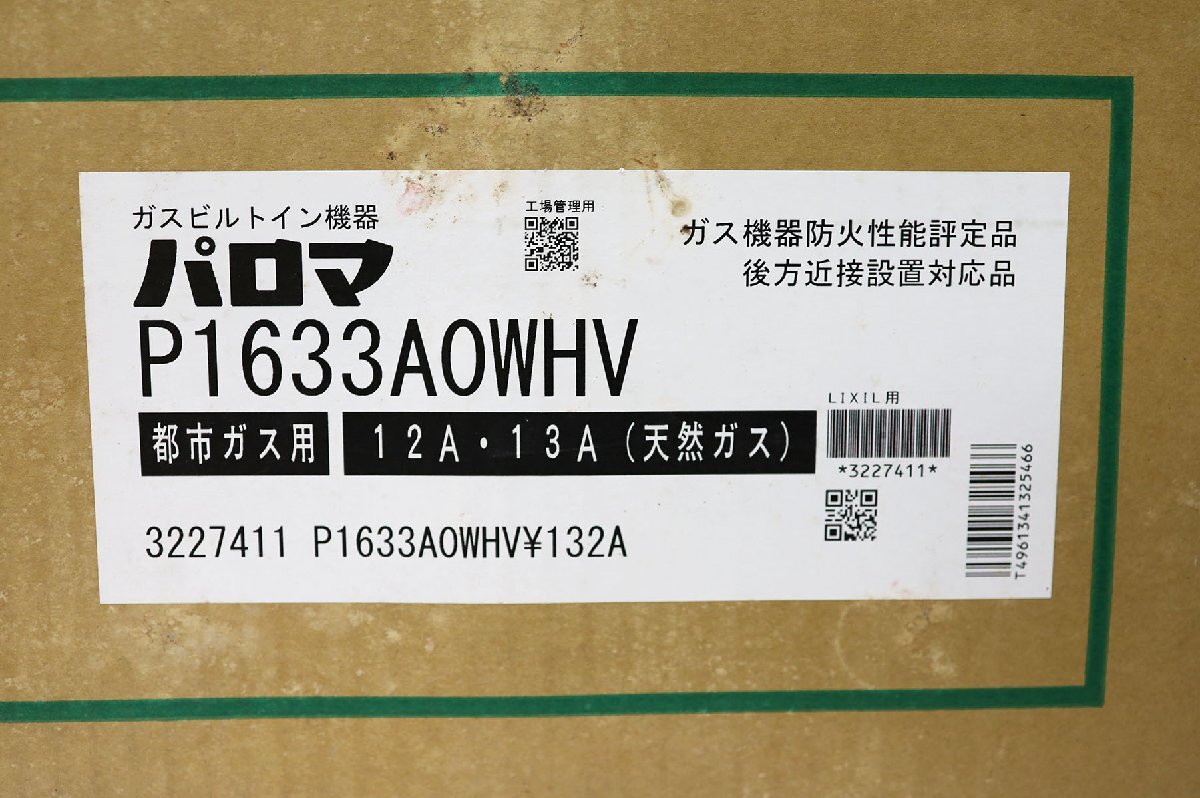 ガスビルトイン機器
パロマ
P1633A0WHV
都市ガス用
12A・13A(天然ガス)
3227411 P1633A0WHV¥132A
工場管理用
ガス機器防火性能評定品
後方近接設置対応品
LIXIL用
*3227411*
T4961341325466